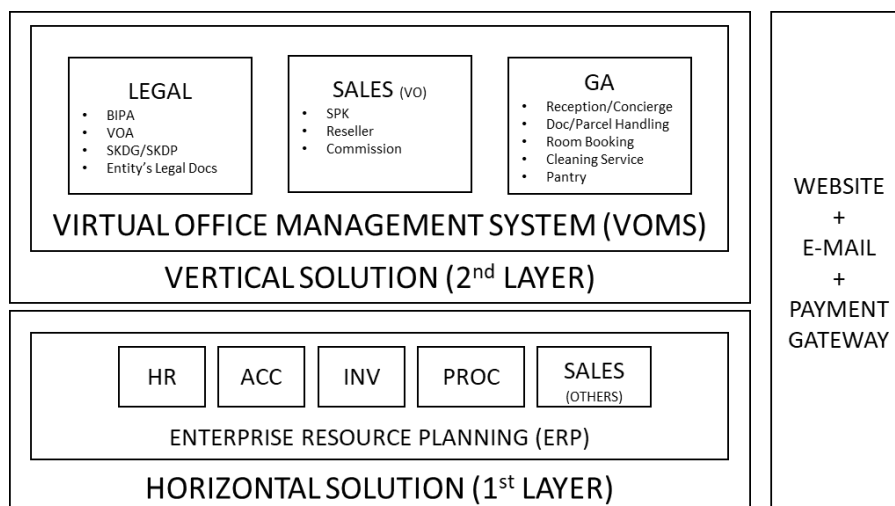 LEGAL
• BIPA
• VOA
• SKDG/SKDP
• Entity's Legal Docs
SALES (VO)
• SPK
• Reseller
• Commission
GA
• Reception/Concierge
• Doc/Parcel Handling
• Room Booking
• Cleaning Service
• Pantry
VIRTUAL OFFICE MANAGEMENT SYSTEM (VOMS)
VERTICAL SOLUTION (2nd LAYER)
HR
ACC
INV
PROC
SALES
(OTHERS)
ENTERPRISE RESOURCE PLANNING (ERP)
HORIZONTAL SOLUTION (1st LAYER)
WEBSITE
+
E-MAIL
+
PAYMENT
GATEWAY